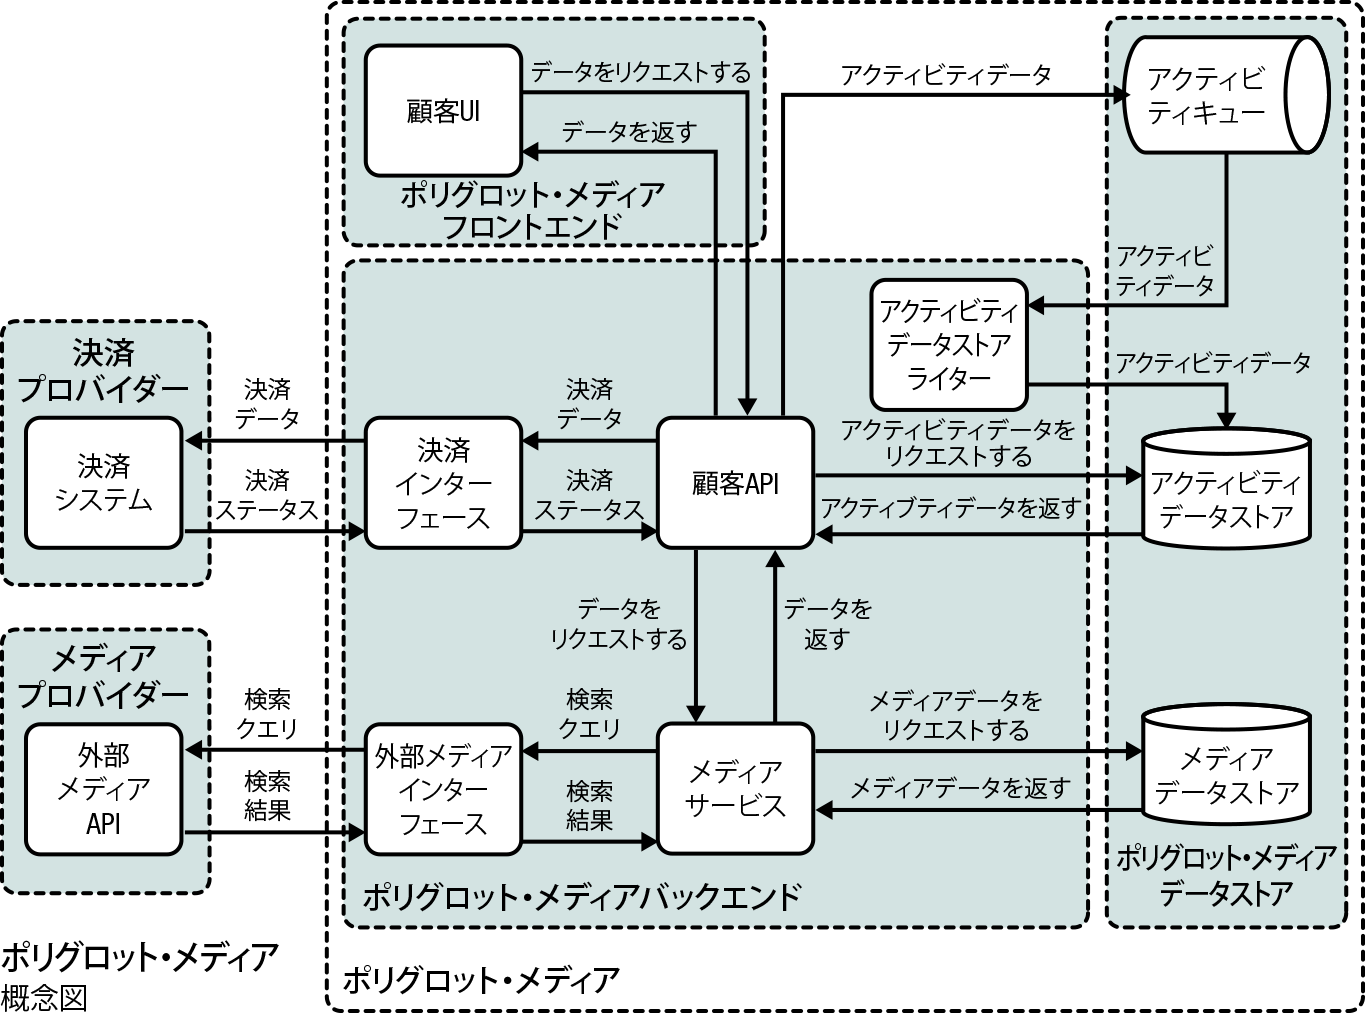 顧客UI
データをリクエストする
データを返す
ポリグロット・メディア
フロントエンド
アクティビティデータ
アクティビ
ティキュー
アクティビ
ティデータ
アクティビティ
データストア
ライター
アクティビティデータ
決済
プロバイダー
決済
システム
決済
データ
決済
ステータス
決済
インター
フェース
決済
データ
決済
ステータス
顧客API
アクティビティデータを
リクエストする
アクティブティデータを返す
アクティビティ
データストア
データを
リクエストする
データを
返す
メディア
プロバイダー
外部
メディア
API
検索
クエリ
検索
結果
外部メディア
インター
フェース
検索
クエリ
検索
結果
メディア
サービス
メディアデータを
リクエストする
メディアデータを返す
メディア
データストア
ポリグロット・メディア
データストア
ポリグロット・メディアバックエンド
ポリグロット・メディア
ポリグロット・メディア
概念図